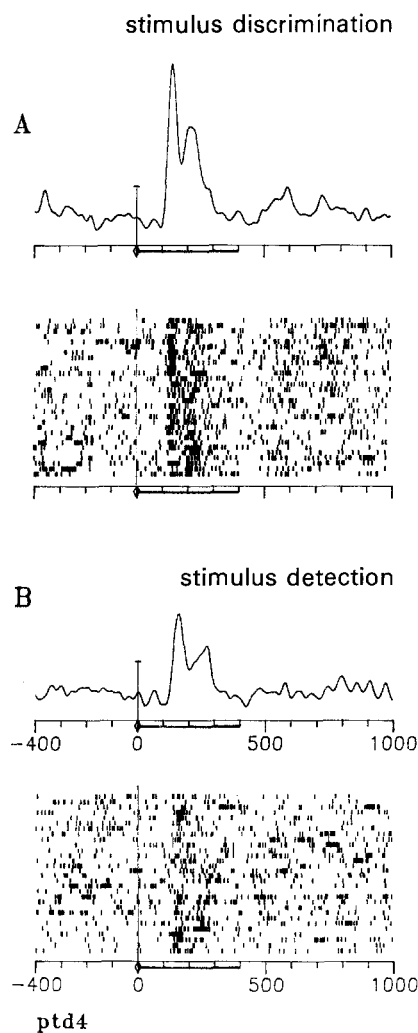 stimulus discrimination
A
stimulus detection
B
-400 0 500 1000
-400 0 500 1000
ptd4